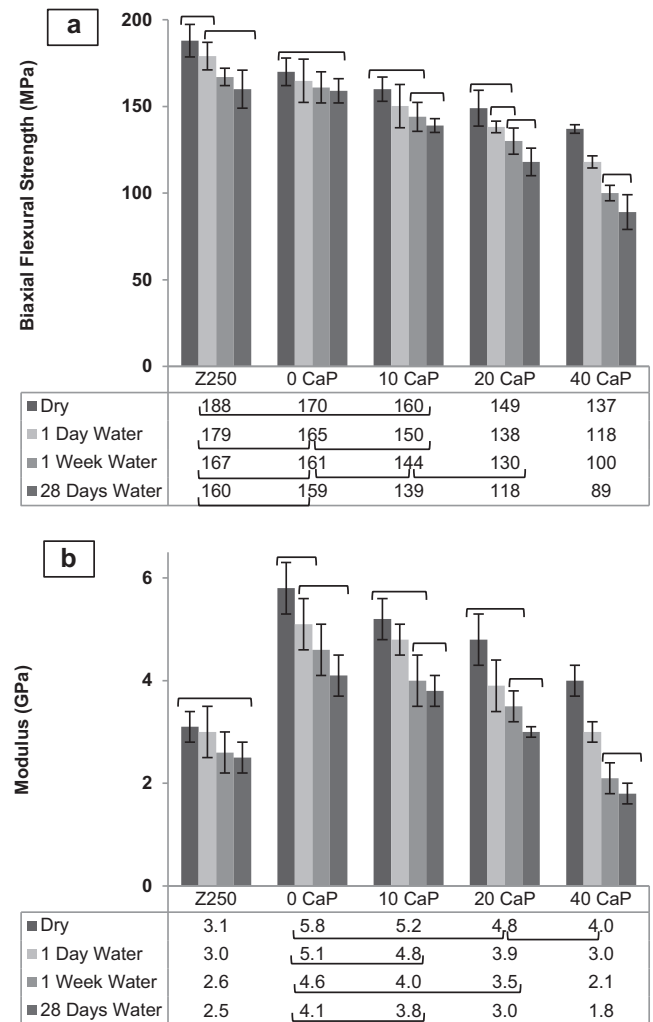 a
Biaxial Flexural Strength (MPa)
200
150
100
50
0
Z250 0 CaP 10 CaP 20 CaP 40 CaP
Dry 188 170 160 149 137
1 Day Water 179 165 150 138 118
1 Week Water 167 161 144 130 100
28 Days Water 160 159 139 118 89
b
Modulus (GPa)
6
4
2
0
Z250 0 CaP 10 CaP 20 CaP 40 CaP
Dry 3.1 5.8 5.2 4.8 4.0
1 Day Water 3.0 5.1 4.8 3.9 3.0
1 Week Water 2.6 4.6 4.0 3.5 2.1
28 Days Water 2.5 4.1 3.8 3.0 1.8